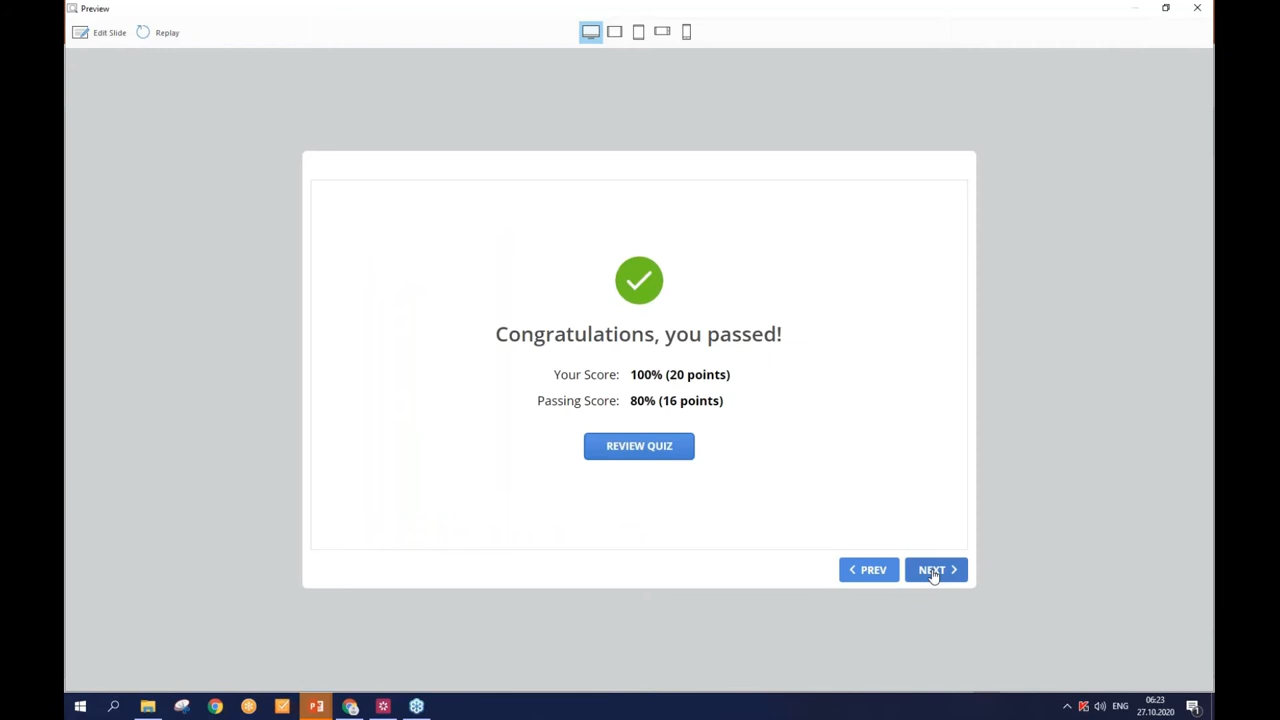 Preview
Edit Slide Replay
Congratulations, you passed!
Your Score: 100% (20 points)
Passing Score: 80% (16 points)
REVIEW QUIZ
PREV NEXT
ENG
06:23
27.10.2020